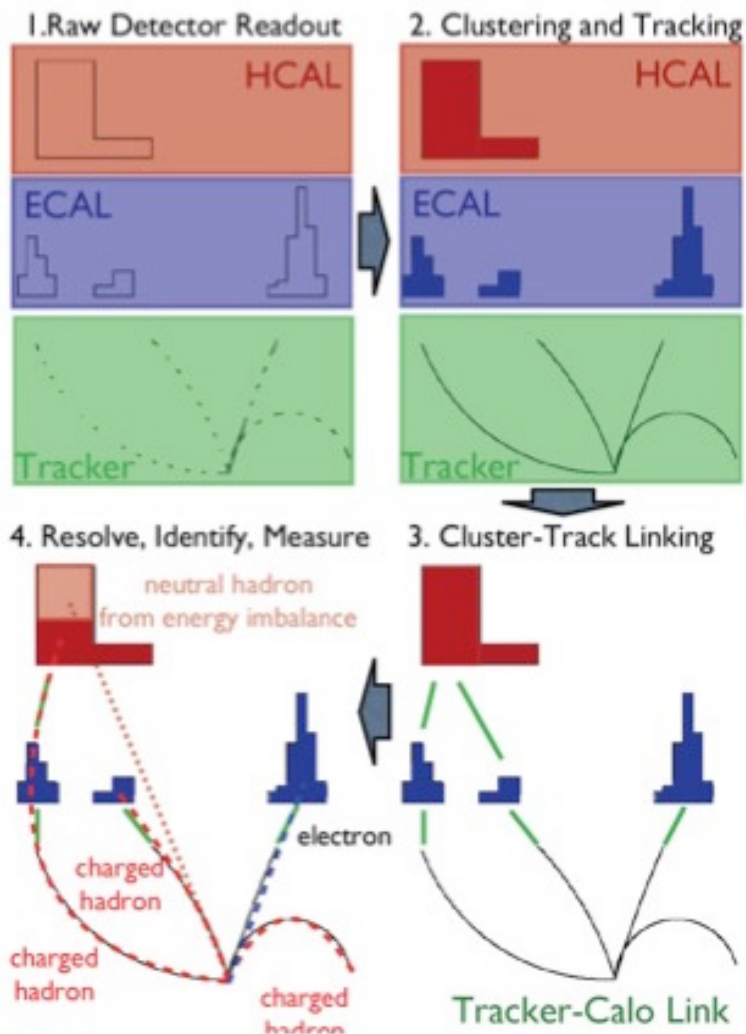 1.Raw Detector Readout
HCAL
ECAL
Tracker
2. Clustering and Tracking
HCAL
ECAL
Tracker
4. Resolve, Identify, Measure
neutral hadron
from energy imbalance
electron
charged
hadron
charged
hadron
charged
hadron
3. Cluster-Track Linking
Tracker-Calo Link